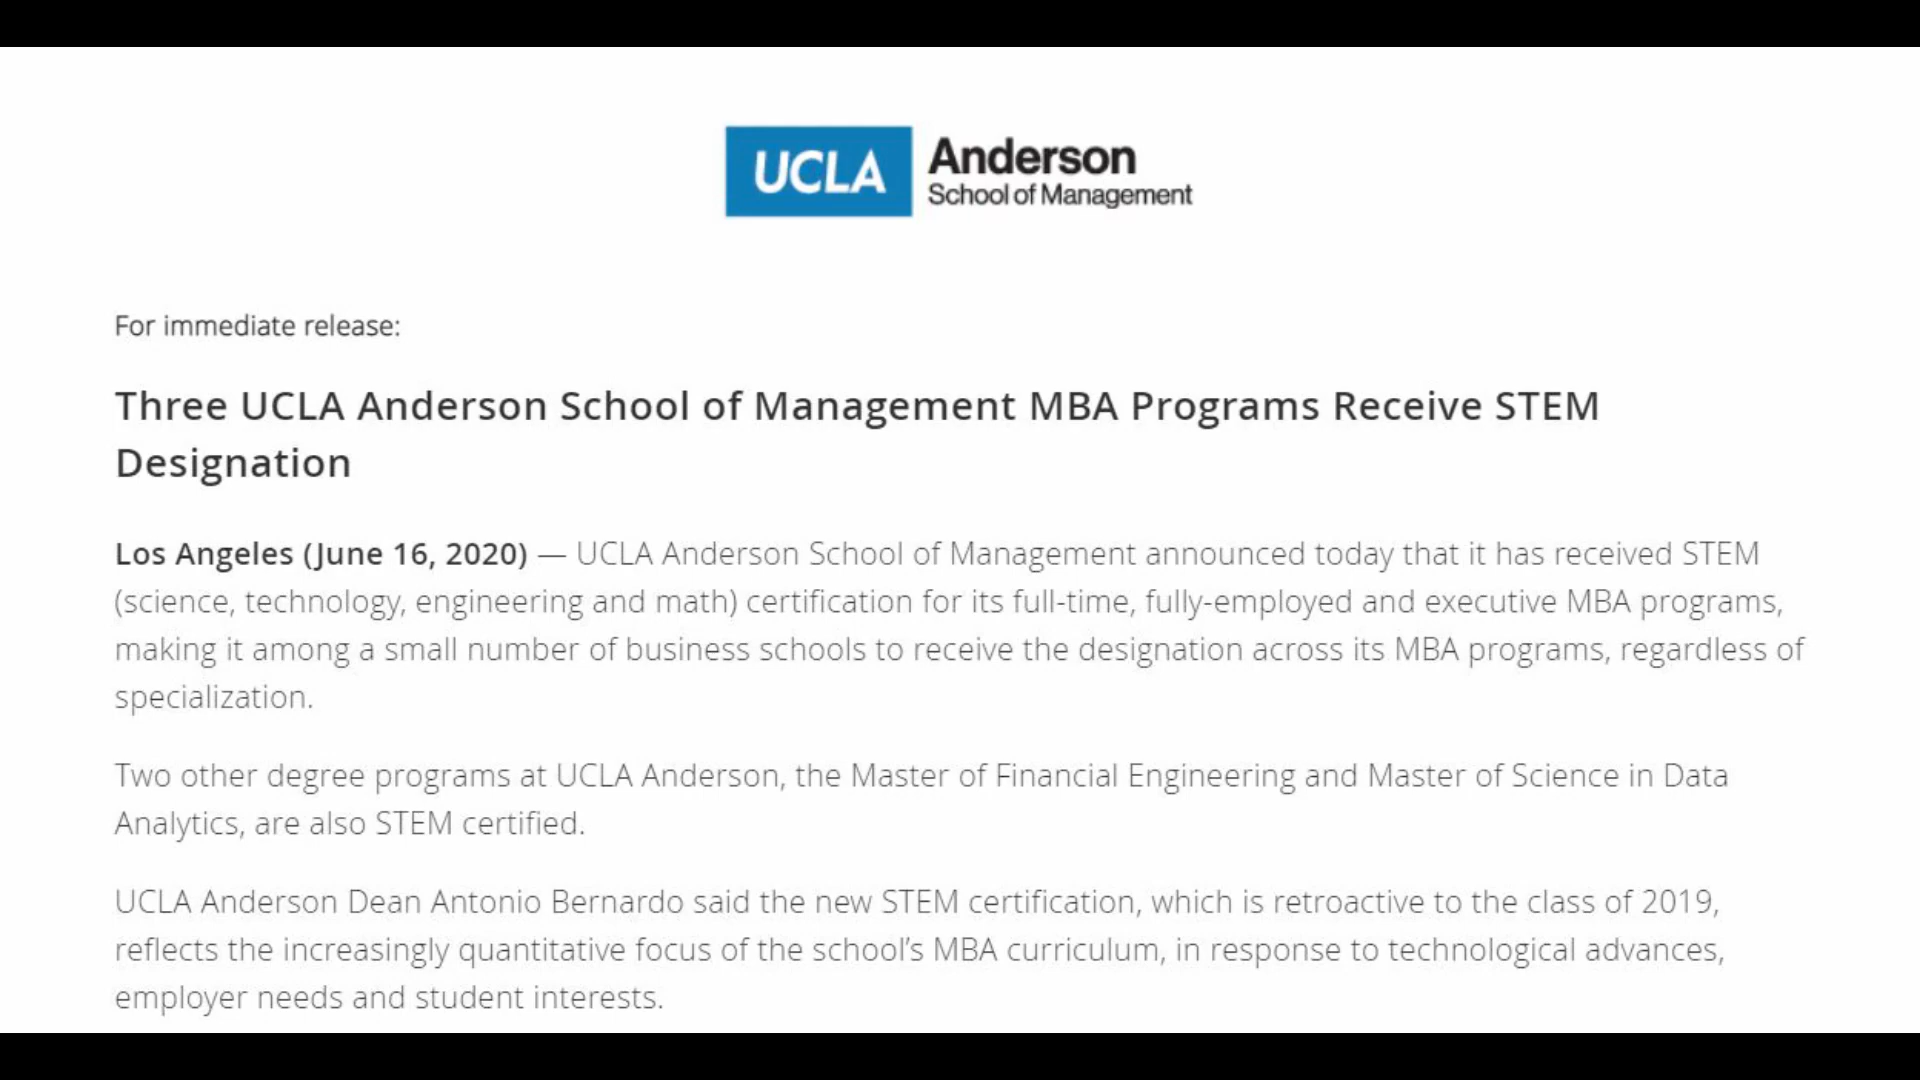 UCLA Anderson
School of Management
For immediate release:
Three UCLA Anderson School of Management MBA Programs Receive STEM
Designation
Los Angeles (June 16, 2020) — UCLA Anderson School of Management announced today that it has received STEM
(science, technology, engineering and math) certification for its full-time, fully-employed and executive MBA programs,
making it among a small number of business schools to receive the designation across its MBA programs, regardless of
specialization.
Two other degree programs at UCLA Anderson, the Master of Financial Engineering and Master of Science in Data
Analytics, are also STEM certified.
UCLA Anderson Dean Antonio Bernardo said the new STEM certification, which is retroactive to the class of 2019,
reflects the increasingly quantitative focus of the school’s MBA curriculum, in response to technological advances,
employer needs and student interests.